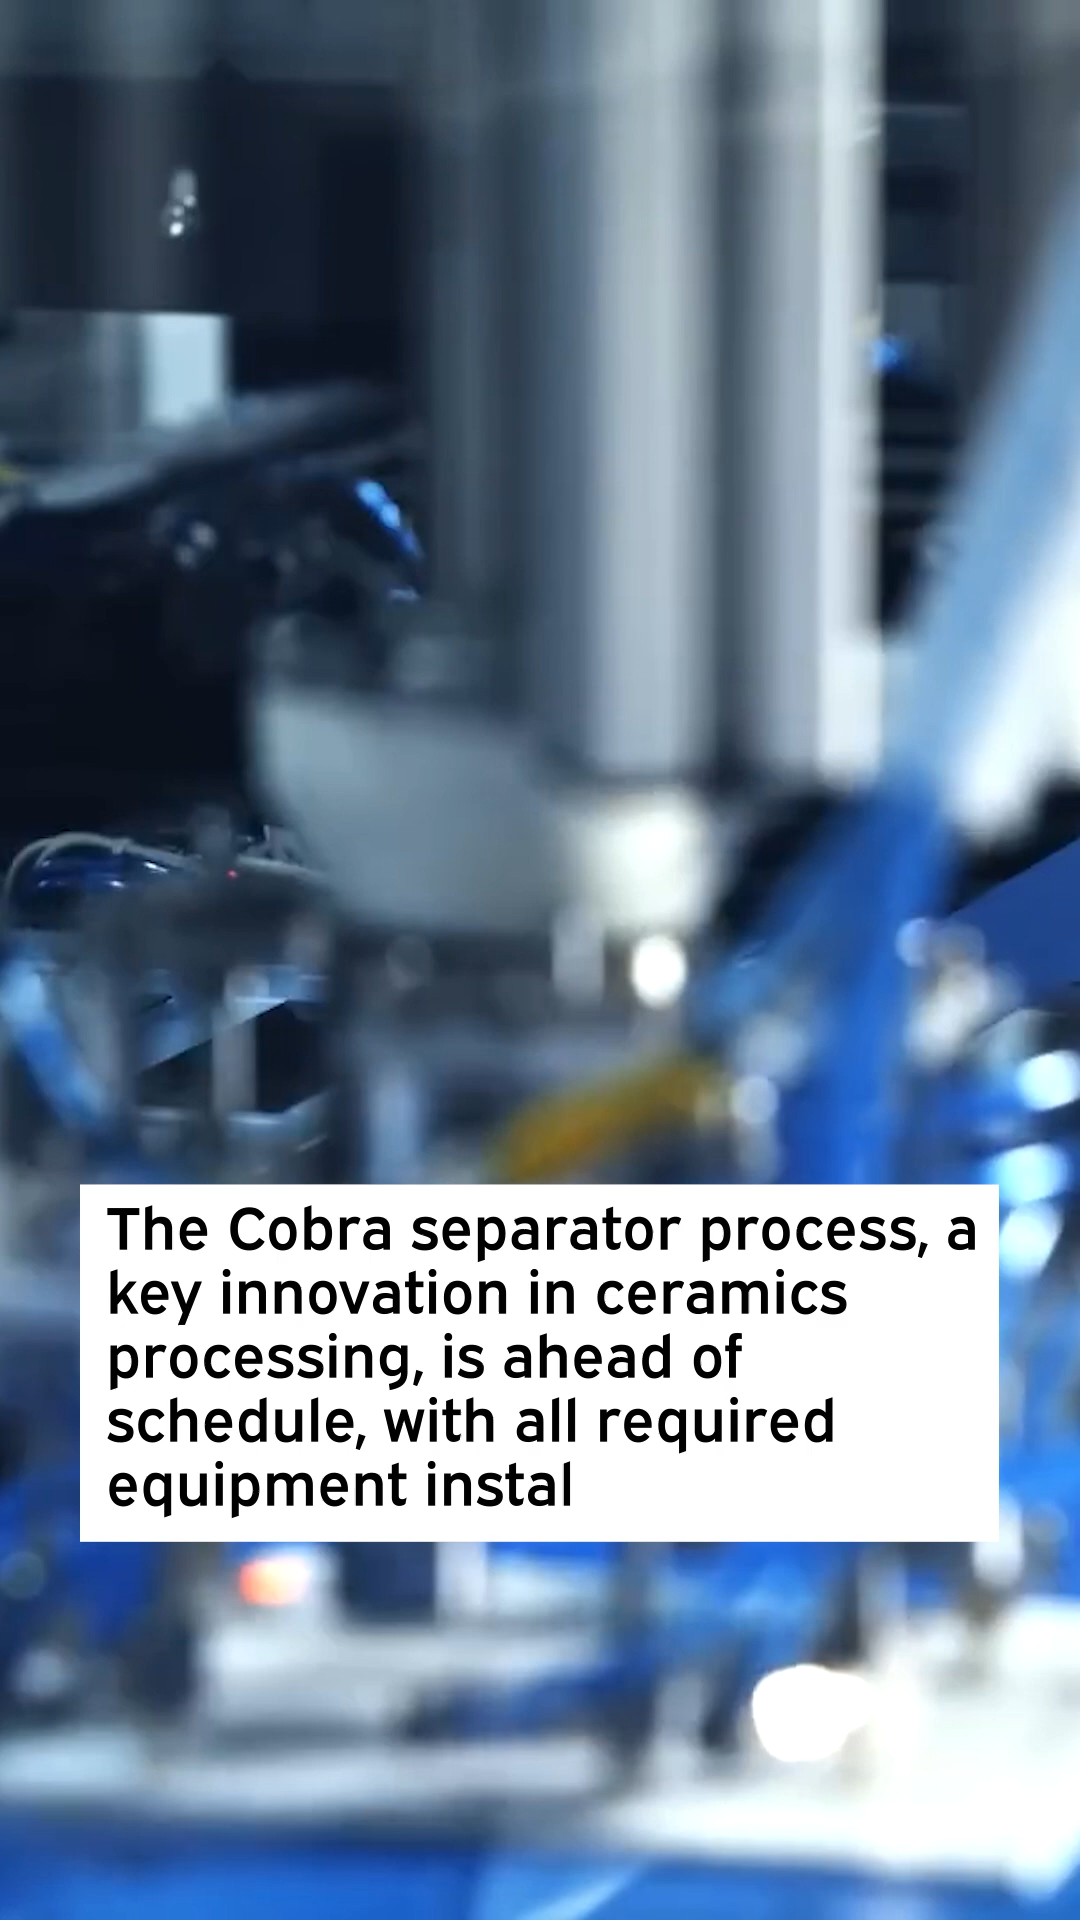 The Cobra separator process, a
key innovation in ceramics
processing, is ahead of
schedule, with all required
equipment instal